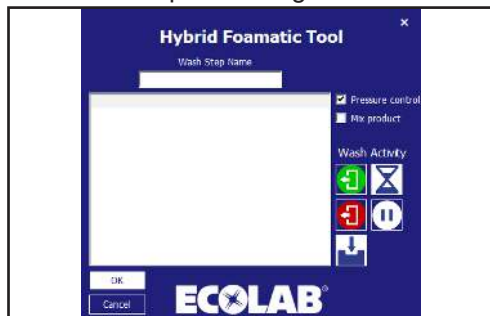 Hybrid Foamatic Tool
×
Wash Step Name
Pressure control
Mix product
Wash Activity
OK
Cancel
ECOLAB®